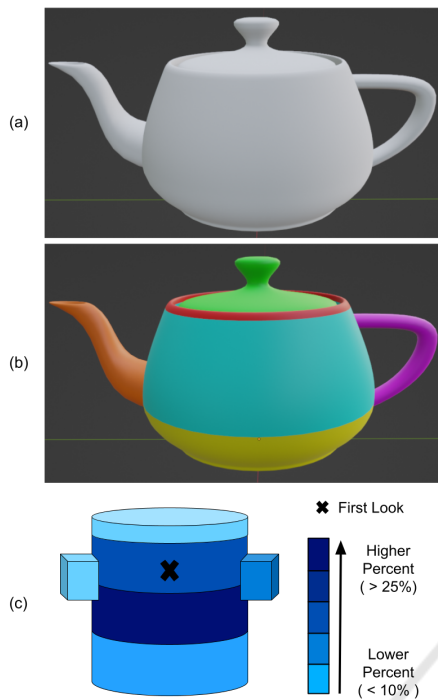 (a)
(b)
(c)
First Look
Higher
Percent
( > 25%)
Lower
Percent
( < 10% )